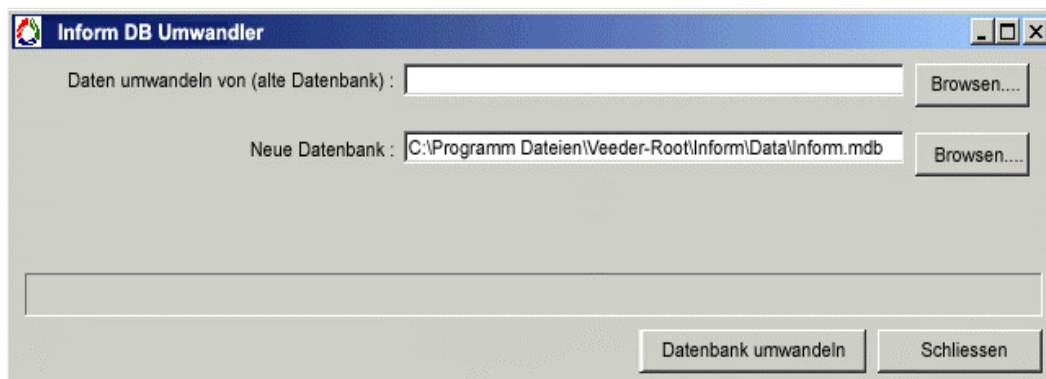 Inform DB Umwandler
Daten umwandeln von (alte Datenbank) :
Browsen....
Neue Datenbank : C:\Programm Dateien\Veeder-Root\Inform\Data\Inform.mdb
Browsen....
Datenbank umwandeln
Schliessen